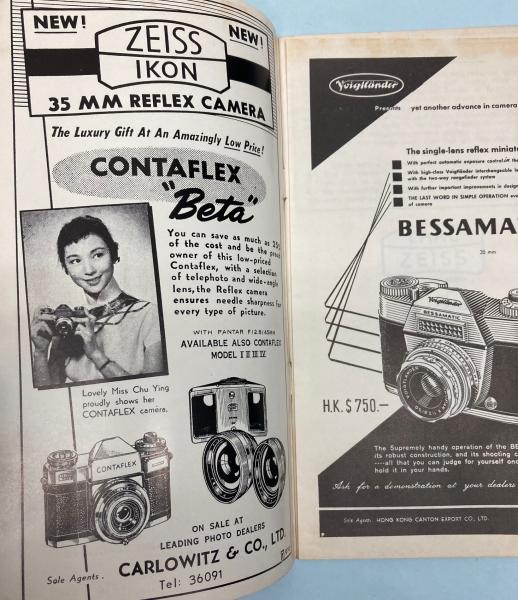 NEW!
ZEISS
IKON
NEW!
35 MM REFLEX CAMERA
The Luxury Gift At An Amazingly Low Price!
CONTAFLEX
"Beta"
You can save as much as 25%
of the cost and be the proud
owner of this low-priced
Contaflex, with a selection
of telephoto and wide-angle
lens, the Reflex camera
ensures needle sharpness for
every type of picture.
WITH PANTAR F/2.8/45MM
AVAILABLE ALSO CONTAFLEX
MODEL I II III IV
Lovely Miss Chu Ying
proudly shows her
CONTAFLEX camera.
CONTAFLEX
ON SALE AT
LEADING PHOTO DEALERS
Sole Agents.
CARLOWITZ & CO., LTD.
Tel: 36091
Voigtländer
Presents yet another advance in camera
The single-lens reflex miniatu
With perfect automatic exposure control
With high-class Voigtländer interchangeable
with the two-way rangefinder system
With further important improvements in design
THE LAST WORD IN SIMPLE OPERATION
of camera
BESSAMA
Voigtländer
BESSAMATIC
H.K.$750.—
The Supremely handy operation of the BE
its robust construction, and its shooting
----all that you can judge for yourself onc
hold it in your hands.
Ask for a demonstration at your dealers
Sole Agent: HONG KONG CANTON EXPORT CO., LTD.